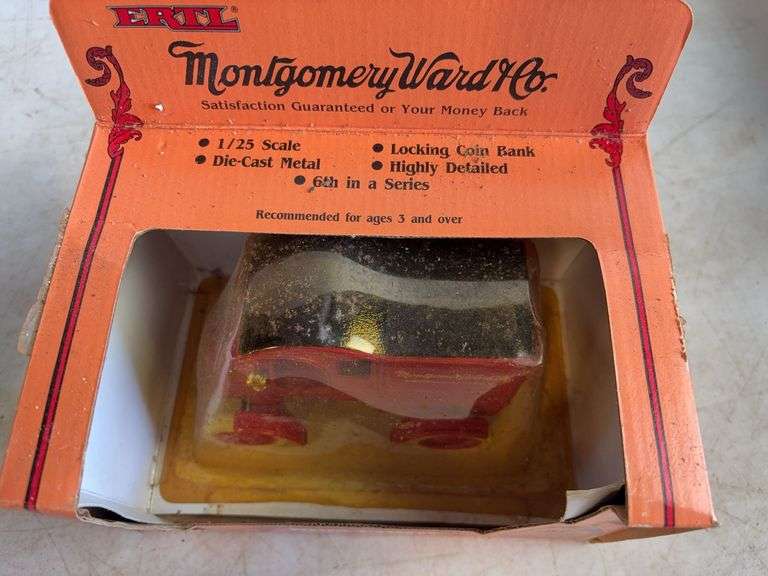 ERTL®
Montgomery Ward & Co.
Satisfaction Guaranteed or Your Money Back
● 1/25 Scale
● Die-Cast Metal
● Locking Coin Bank
● Highly Detailed
● 6th in a Series
Recommended for ages 3 and over